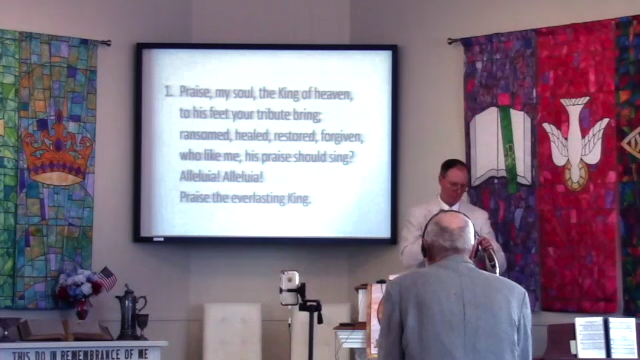 1. Praise, my soul, the King of heaven,
to his feet your tribute bring;
ransomed, healed, restored, forgiven,
who like me, his praise should sing?
Alleluia! Alleluia!
Praise the everlasting King.
THIS DO IN REMEMBRANCE OF ME